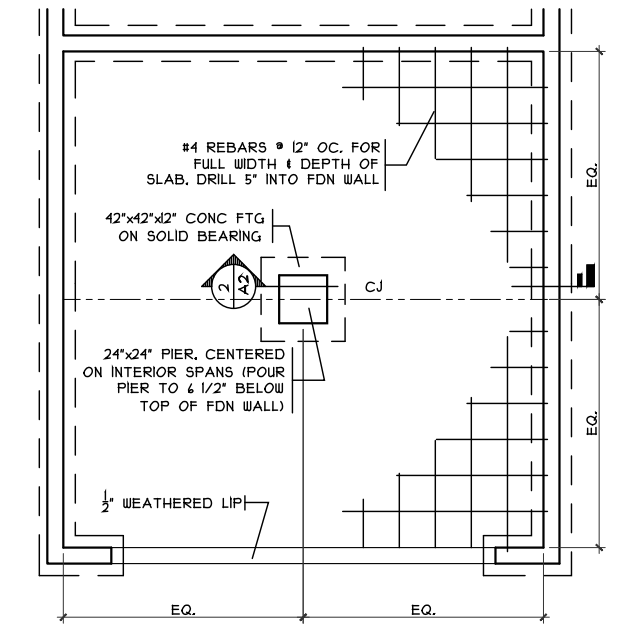 #4 REBARS @ 12" OC. FOR
FULL WIDTH & DEPTH OF
SLAB. DRILL 5" INTO FDN WALL
EQ.
42"x42"x12" CONC FTG
ON SOLID BEARING
2
A2
CJ
24"x24" PIER. CENTERED
ON INTERIOR SPANS (POUR
PIER TO 6 1/2" BELOW
TOP OF FDN WALL)
EQ.
1/2" WEATHERED LIP
EQ.
EQ.